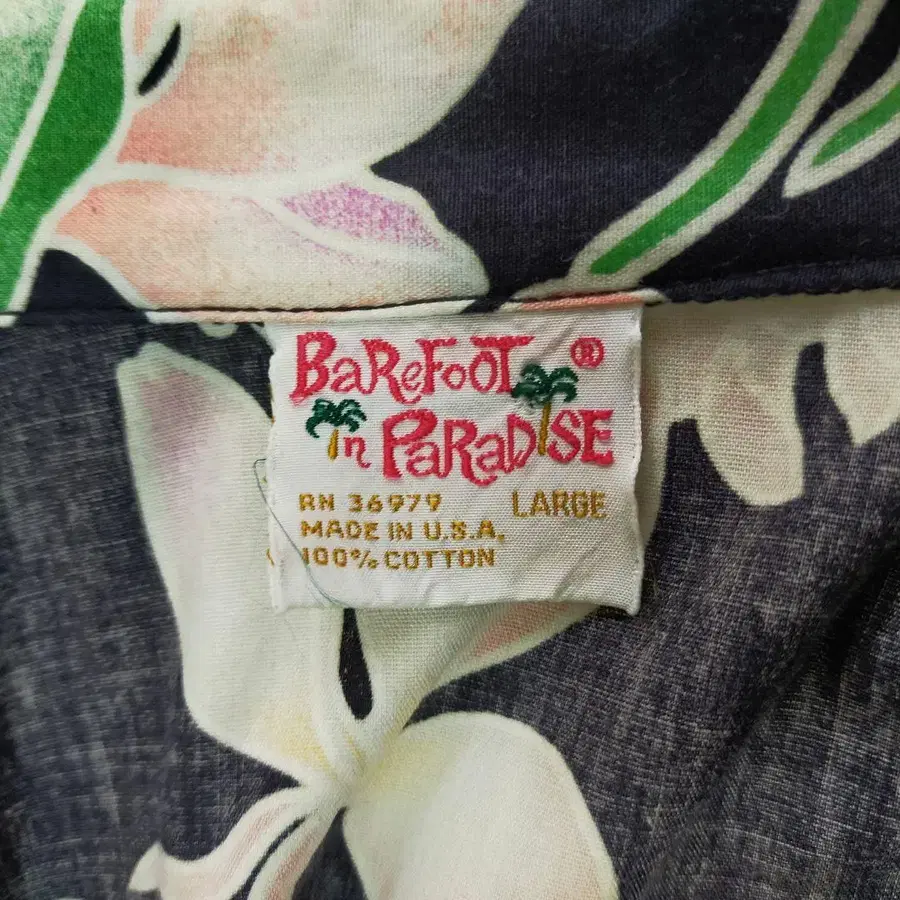 BaReFooT ®
in PaRaDiSE
RN 36979 LARGE
MADE IN U.S.A.
100% COTTON